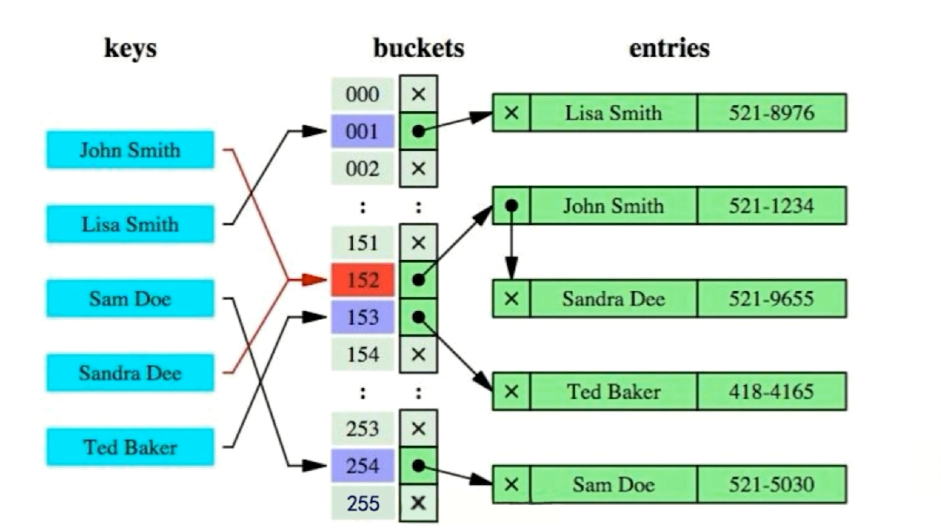 keys
buckets
entries
John Smith
Lisa Smith
Sam Doe
Sandra Dee
Ted Baker
000 ×
001
002 ×
: :
151 ×
152
153
154 ×
: :
253 ×
254
255 ×
× Lisa Smith 521-8976
John Smith 521-1234
× Sandra Dee 521-9655
× Ted Baker 418-4165
× Sam Doe 521-5030